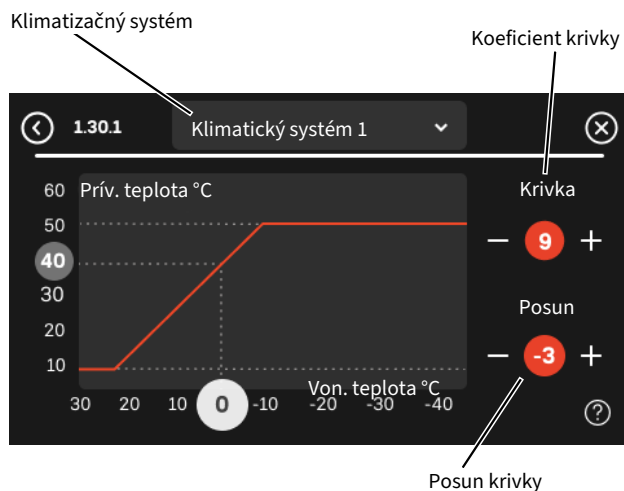 Klimatizačný systém
Koeficient krivky
1.30.1
Klimatický systém 1
60
Prív. teplota °C
Krivka
50
9
40
30
Posun
20
10
-3
Von. teplota °C
30 20 10 0 -10 -20 -30 -40
?
Posun krivky